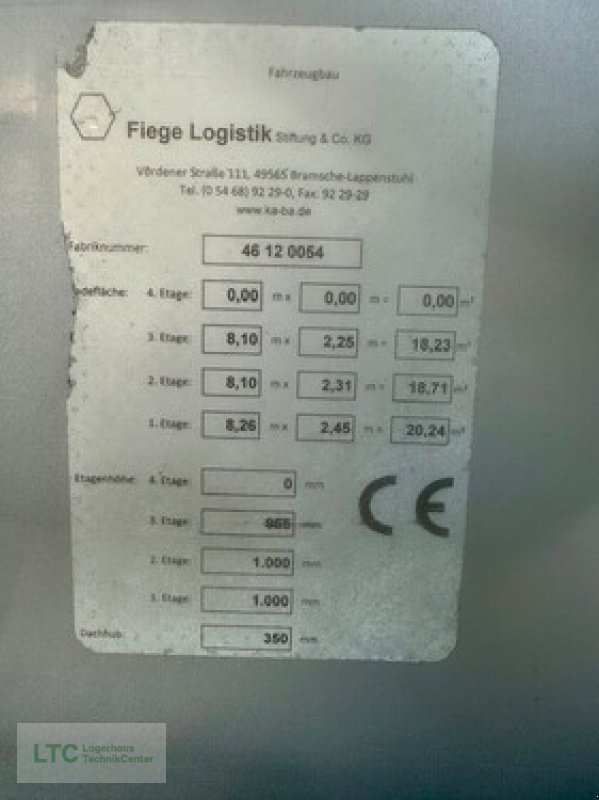 Fahrzeugbau
Fiege Logistik Stiftung & Co. KG
Vördener Straße 111, 49565 Bramsche-Lappenstuhl
Tel. (0 54 68) 92 29-0, Fax. 92 29-29
www.ka-ba.de
Fabriknummer: 46 12 0054
adefläche: 4. Etage: 0,00 m x 0,00 m = 0,00 m²
3. Etage: 8,10 m x 2,25 m = 18,23 m²
2. Etage: 8,10 m x 2,31 m = 18,71 m²
1. Etage: 8,26 m x 2,45 m = 20,24 m²
Etagenhöhe: 4. Etage: 0 mm
3. Etage: 965 mm
2. Etage: 1.000 mm
1. Etage: 1.000 mm
Dachhub: 350 mm
CE
LTC Lagerhaus
TechnikCenter